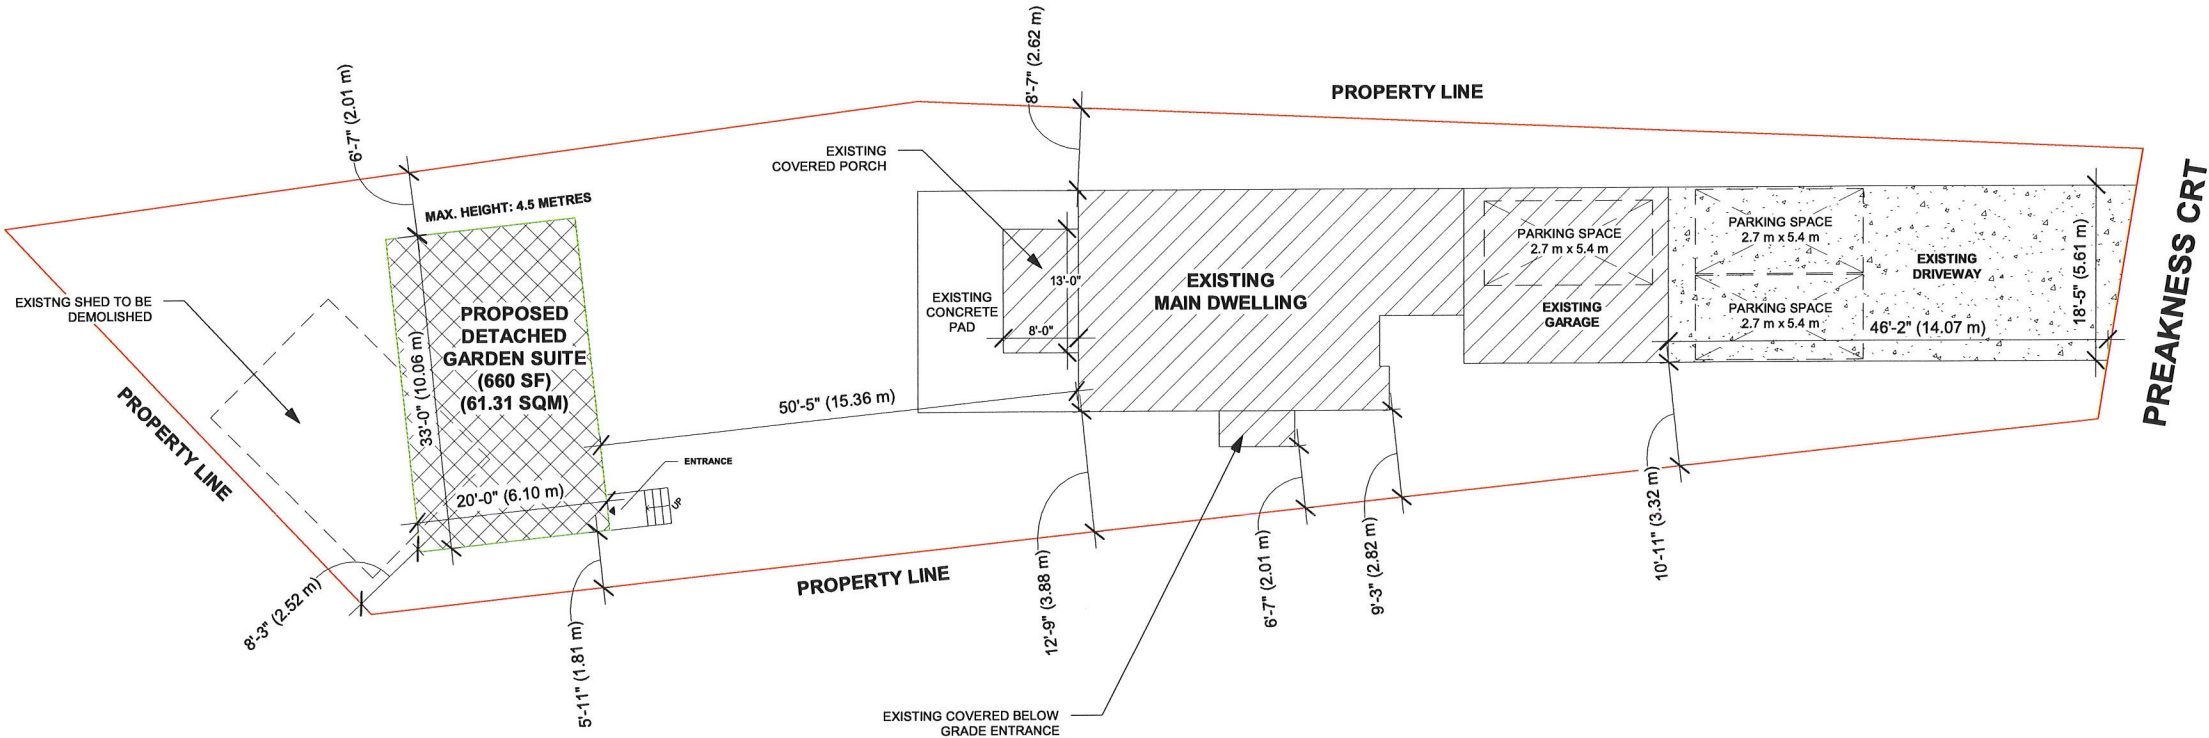 8'-7" (2.62 m)
PROPERTY LINE
6'-7" (2.01 m)
EXISTING
COVERED PORCH
MAX. HEIGHT: 4.5 METRES
PREAKNESS CRT
PARKING SPACE
2.7 m x 5.4 m
PARKING SPACE
2.7 m x 5.4 m
EXISTING
DRIVEWAY
18'-5" (5.61 m)
EXISTING
MAIN DWELLING
13'-0"
EXISTING
CONCRETE
PAD
8'-0"
EXISTING
GARAGE
PARKING SPACE
2.7 m x 5.4 m
46'-2" (14.07 m)
EXISTNG SHED TO BE
DEMOLISHED
PROPOSED
DETACHED
GARDEN SUITE
(660 SF)
(61.31 SQM)
33'-0" (10.06 m)
50'-5" (15.36 m)
PROPERTY LINE
ENTRANCE
20'-0" (6.10 m)
UP
PROPERTY LINE
8'-3" (2.52 m)
5'-11" (1.81 m)
12'-9" (3.88 m)
6'-7" (2.01 m)
9'-3" (2.82 m)
10'-11" (3.32 m)
EXISTING COVERED BELOW
GRADE ENTRANCE